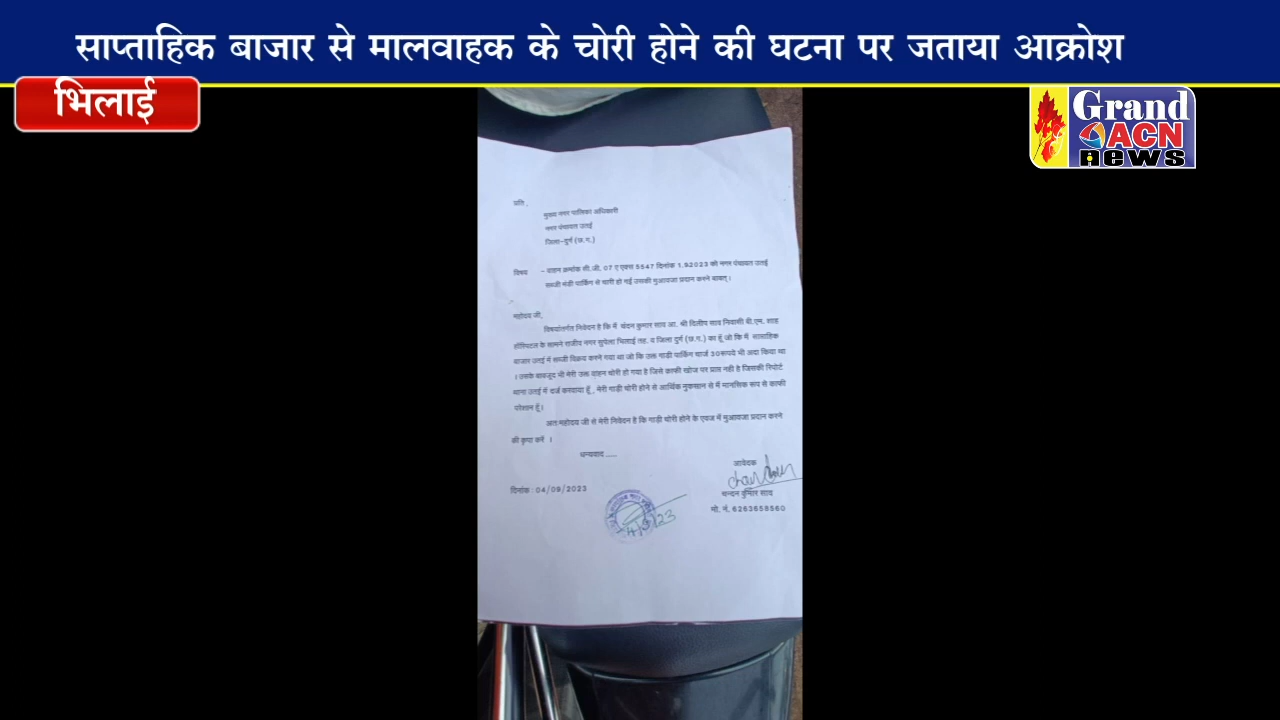 साप्ताहिक बाजार से मालवाहक के चोरी होने की घटना पर जताया आक्रोश
भिलाई
Grand
ACN
news
प्रति,
मुख्य नगर पालिका अधिकारी
नगर पंचायत उतई
जिला-दुर्ग (छ.ग.)
विषय - वाहन क्रमांक सी.जी. 07 ए एक्स 5547 दिनांक 1.9.2023 को नगर पंचायत उतई
सब्जी मंडी पार्किंग से चोरी हो गई उसकी मुआवजा प्रदान करने बाबत्।
महोदय जी,
विषयांतर्गत निवेदन है कि मैं चंदन कुमार साव आ. श्री दिलीप साव निवासी बी.एम. शाह
हॉस्पिटल के सामने राजीव नगर सुपेला भिलाई तह. व जिला दुर्ग (छ.ग.) का हूँ जो कि मैं साप्ताहिक
बाजार उतई में सब्जी विक्रय करने गया था जो कि उक्त गाड़ी पार्किंग चार्ज 30रूपये भी अदा किया था
। उसके बावजूद भी मेरी उक्त वाहन चोरी हो गया है जिसे काफी खोज पर प्राप्त नही है जिसकी रिपोर्ट
थाना उतई में दर्ज करवाया हूँ , मेरी गाड़ी चोरी होने से आर्थिक नुकसान से मैं मानसिक रूप से काफी
परेशान हूँ।
अतः महोदय जी से मेरी निवेदन है कि गाड़ी चोरी होने के एवज में मुआवजा प्रदान करने
की कृपा करें ।
धन्यवाद .....
आवेदक
दिनांक : 04/09/2023
चन्दन कुमार साव
मो. नं. 6263658560
4/9/23